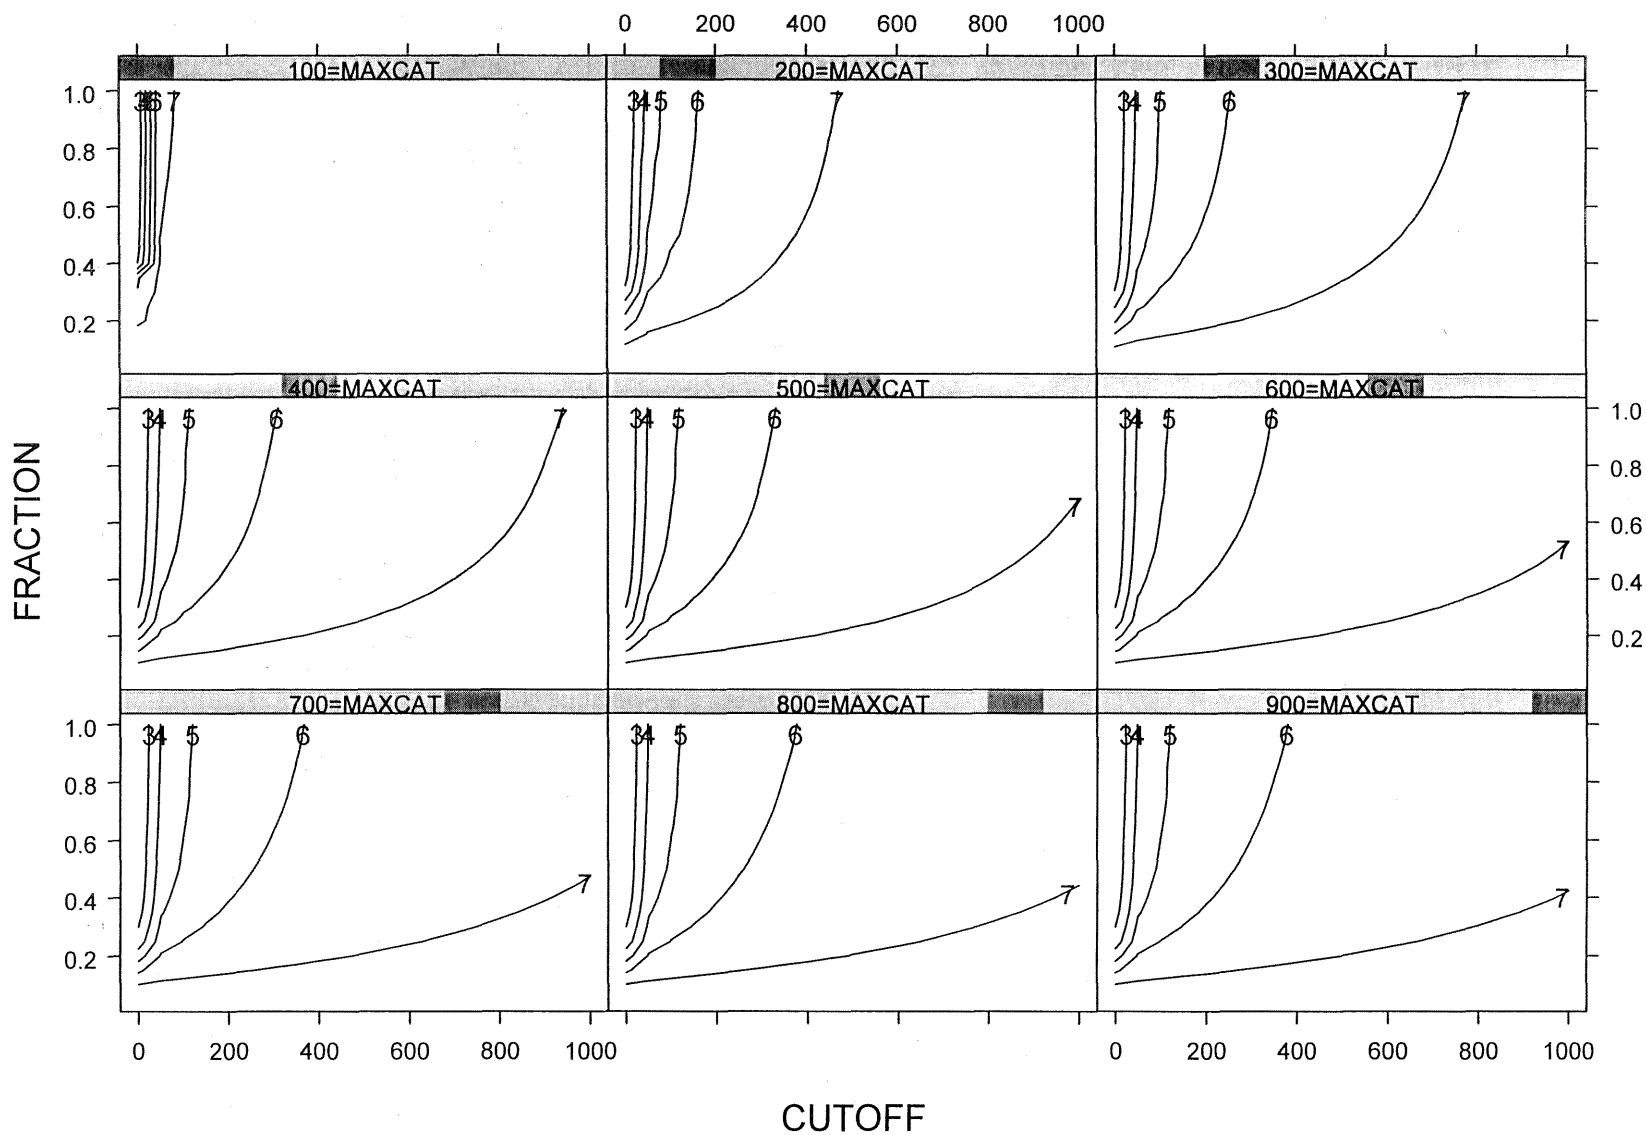 0 200 400 600 800 1000
100=MAXCAT 200=MAXCAT 300=MAXCAT
1.0 0.8 0.6 0.4 0.2
3 4 5 6 7
3 4 5 6 7
3 4 5 6 7
400=MAXCAT 500=MAXCAT 600=MAXCAT
3 4 5 6 7
3 4 5 6 7
3 4 5 6 7
1.0 0.8 0.6 0.4 0.2
FRACTION
700=MAXCAT 800=MAXCAT 900=MAXCAT
1.0 0.8 0.6 0.4 0.2
3 4 5 6 7
3 4 5 6 7
3 4 5 6 7
0 200 400 600 800 1000
0 200 400 600 800 1000
CUTOFF